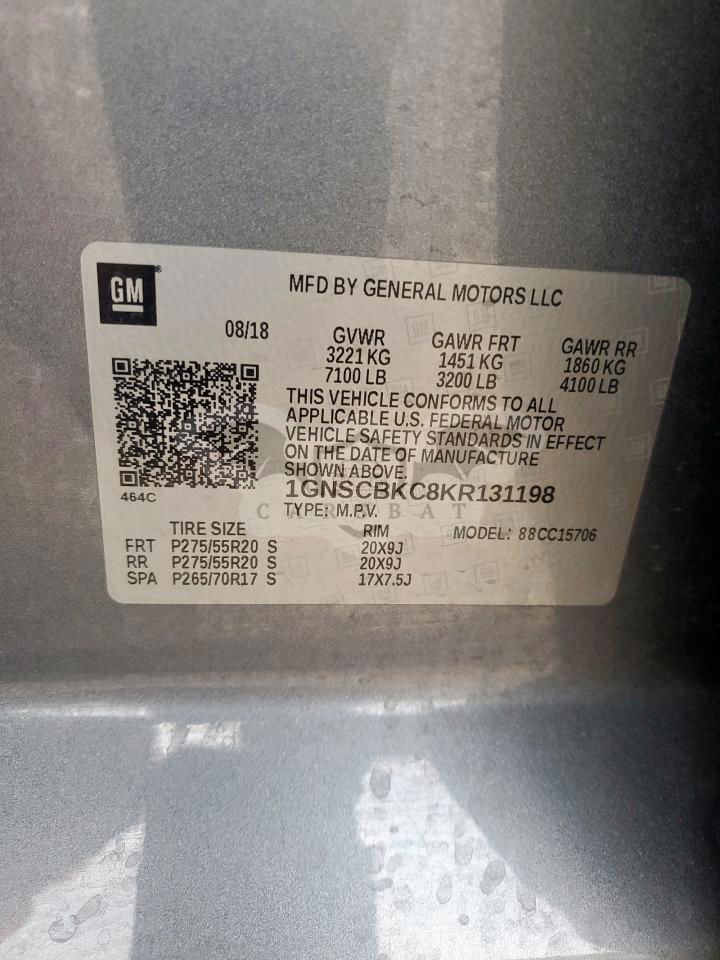 GM®
MFD BY GENERAL MOTORS LLC
08/18
GVWR GAWR FRT GAWR RR
3221 KG 1451 KG 1860 KG
7100 LB 3200 LB 4100 LB
THIS VEHICLE CONFORMS TO ALL
APPLICABLE U.S. FEDERAL MOTOR
VEHICLE SAFETY STANDARDS IN EFFECT
ON THE DATE OF MANUFACTURE
SHOWN ABOVE.
464C
1GNSCBKC8KR131198
TYPE: M.P.V.
CAREBAT
TIRE SIZE RIM MODEL: 88CC15706
FRT P275/55R20 S 20X9J
RR P275/55R20 S 20X9J
SPA P265/70R17 S 17X7.5J